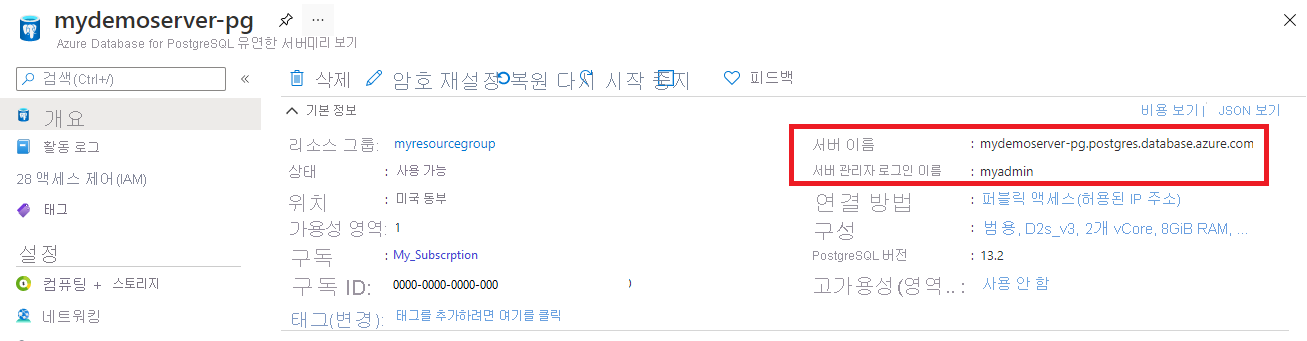 mydemoserver-pg ...
Azure Database for PostgreSQL 유연한 서버미리 보기
검색(Ctrl+/) «
삭제 암호 재설정 복원 다시 시작 중지 피드백
개요
활동 로그
28 액세스 제어(IAM)
태그
설정
컴퓨팅 + 스토리지
네트워킹
기본 정보
비용 보기 | JSON 보기
리소스 그룹: myresourcegroup
상태 : 사용 가능
위치 : 미국 동부
가용성 영역: 1
구독 : My_Subscrption
구독 ID: 0000-0000-0000-000 )
태그(변경): 태그를 추가하려면 여기를 클릭
서버 이름 : mydemoserver-pg.postgres.database.azure.com
서버 관리자 로그인 이름 : myadmin
연결 방법 : 퍼블릭 액세스(허용된 IP 주소)
구성 : 범용, D2s_v3, 2개 vCore, 8GiB RAM, ...
PostgreSQL 버전 : 13.2
고가용성(영역.. : 사용 안 함